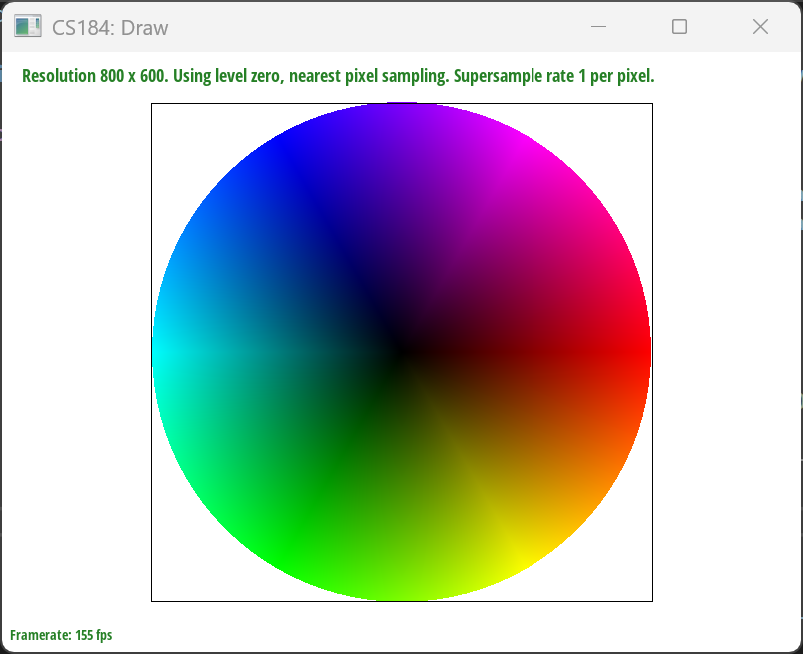 CS184: Draw
Resolution 800 x 600. Using level zero, nearest pixel sampling. Supersample rate 1 per pixel.
Framerate: 155 fps